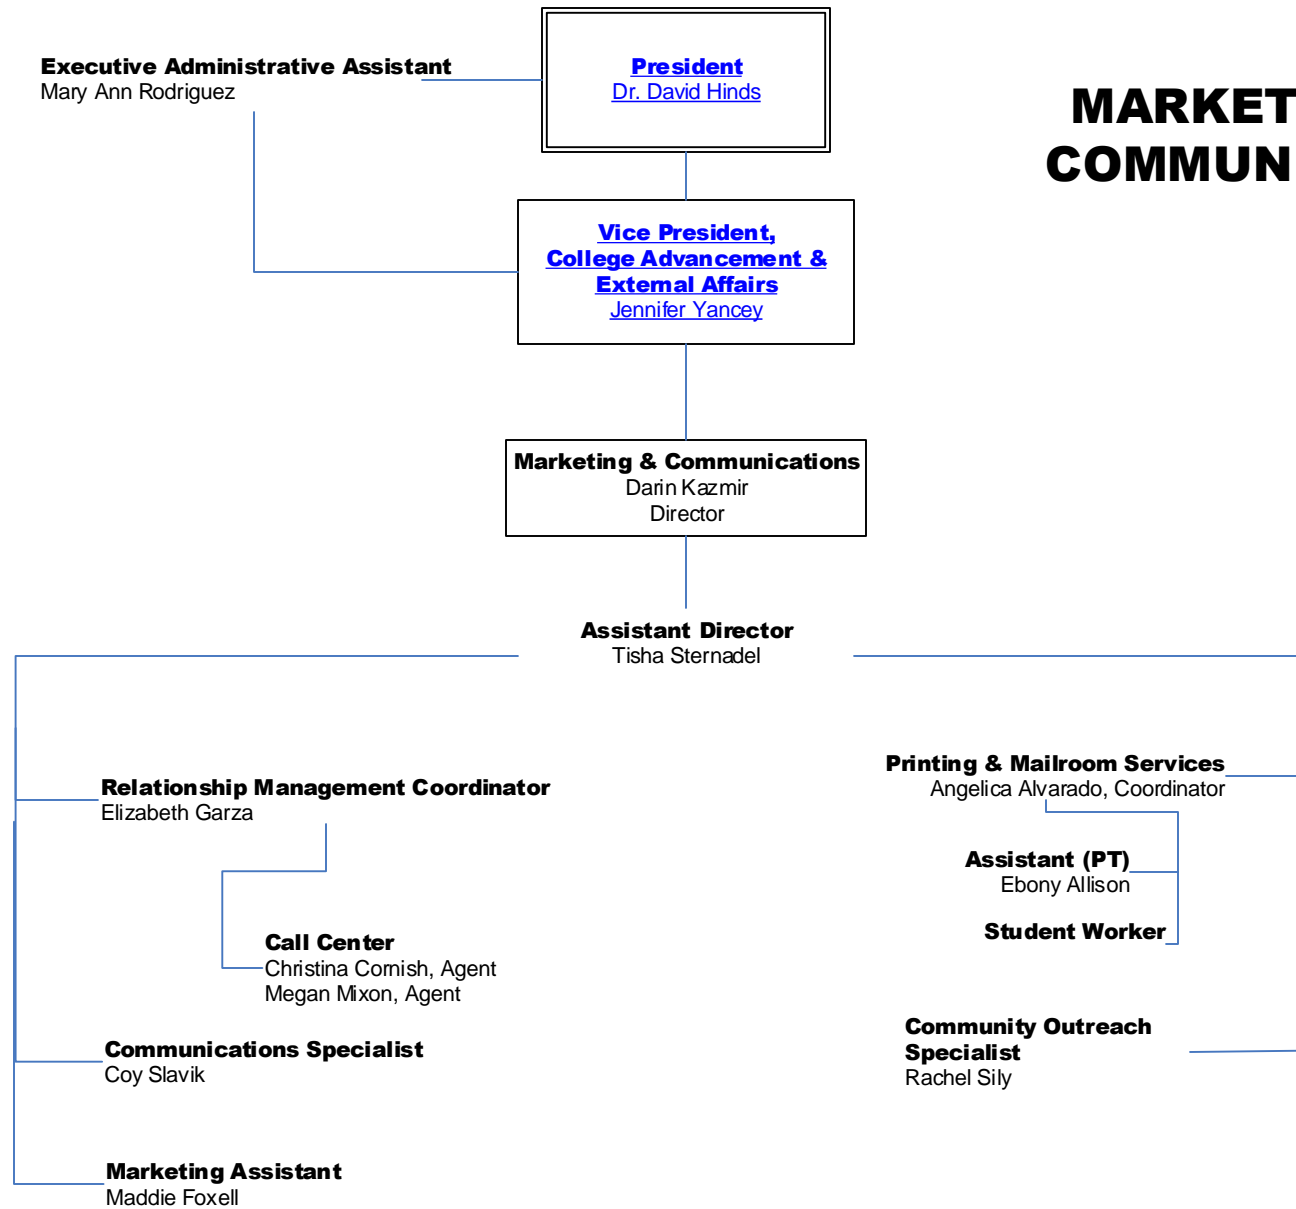 Executive Administrative Assistant
Mary Ann Rodriguez
President
Dr. David Hinds
MARKET
COMMUN
Vice President,
College Advancement &
External Affairs
Jennifer Yancey
Marketing & Communications
Darin Kazmir
Director
Assistant Director
Tisha Sternadel
Relationship Management Coordinator
Elizabeth Garza
Call Center
Christina Cornish, Agent
Megan Mixon, Agent
Communications Specialist
Coy Slavik
Marketing Assistant
Maddie Foxell
Printing & Mailroom Services
Angelica Alvarado, Coordinator
Assistant (PT)
Ebony Allison
Student Worker
Community Outreach
Specialist
Rachel Sily